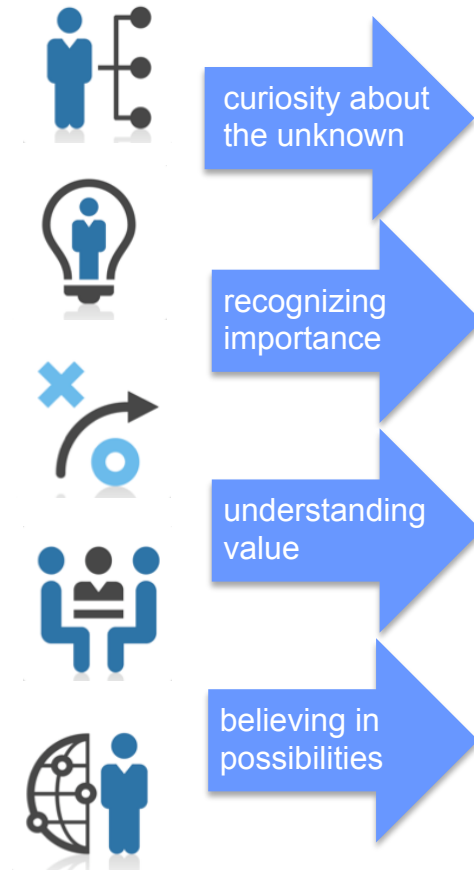 curiosity about
the unknown
recognizing
importance
understanding
value
believing in
possibilities